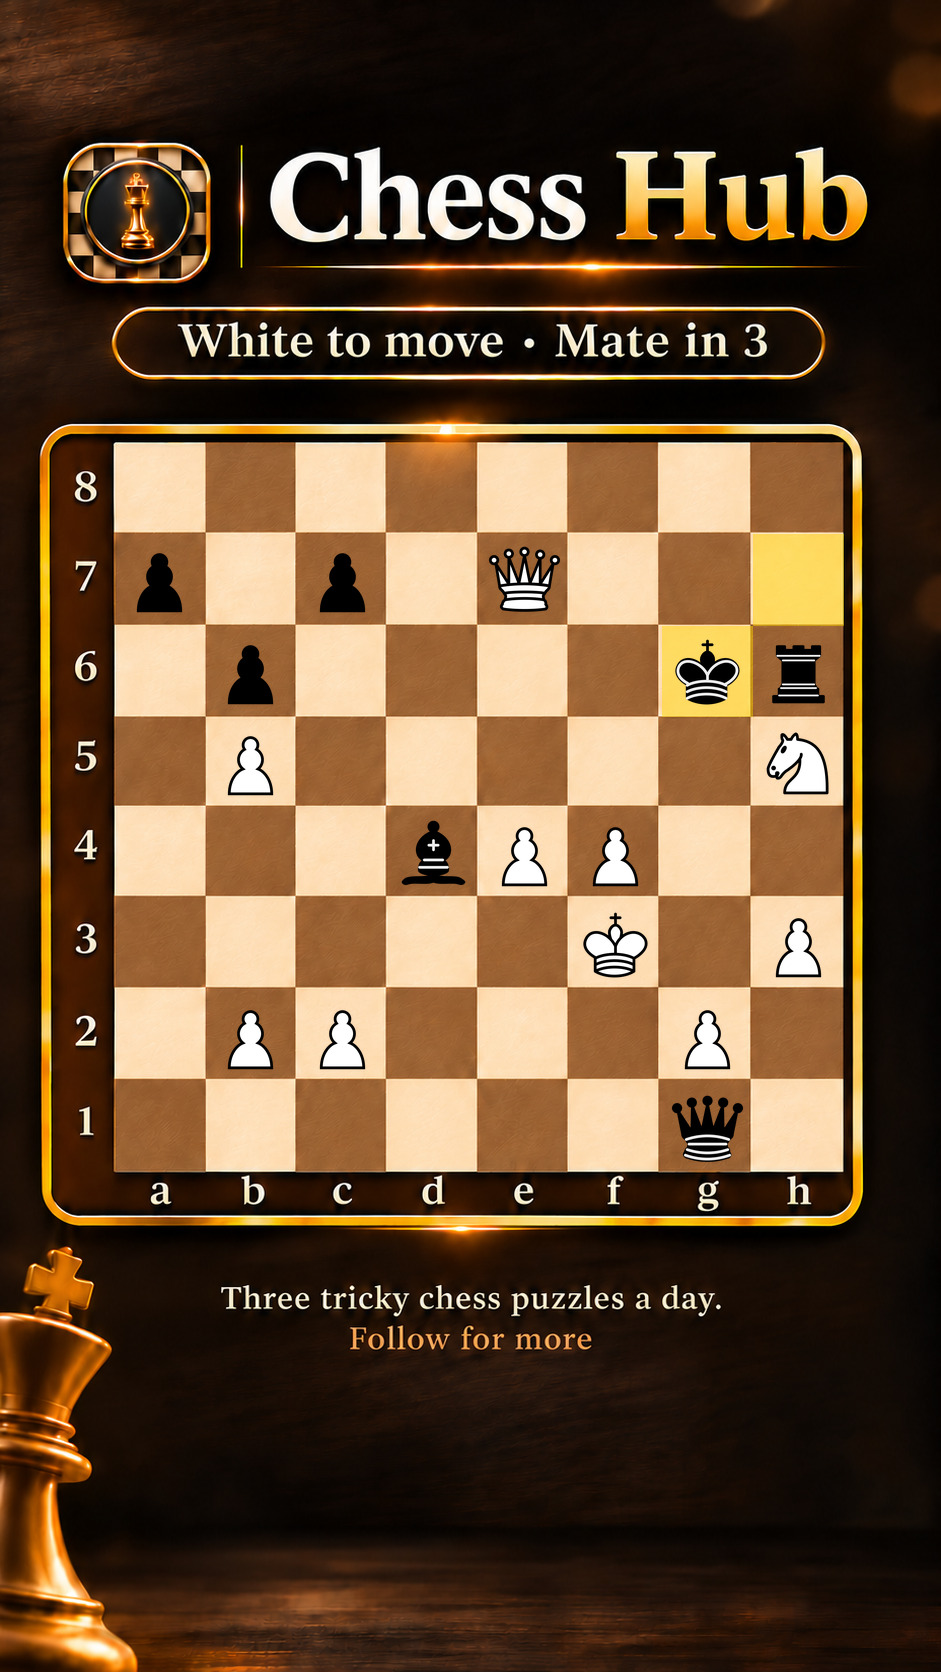 Chess Hub
White to move • Mate in 3
8
7
6
5
4
3
2
1
a b c d e f g h
Three tricky chess puzzles a day.
Follow for more